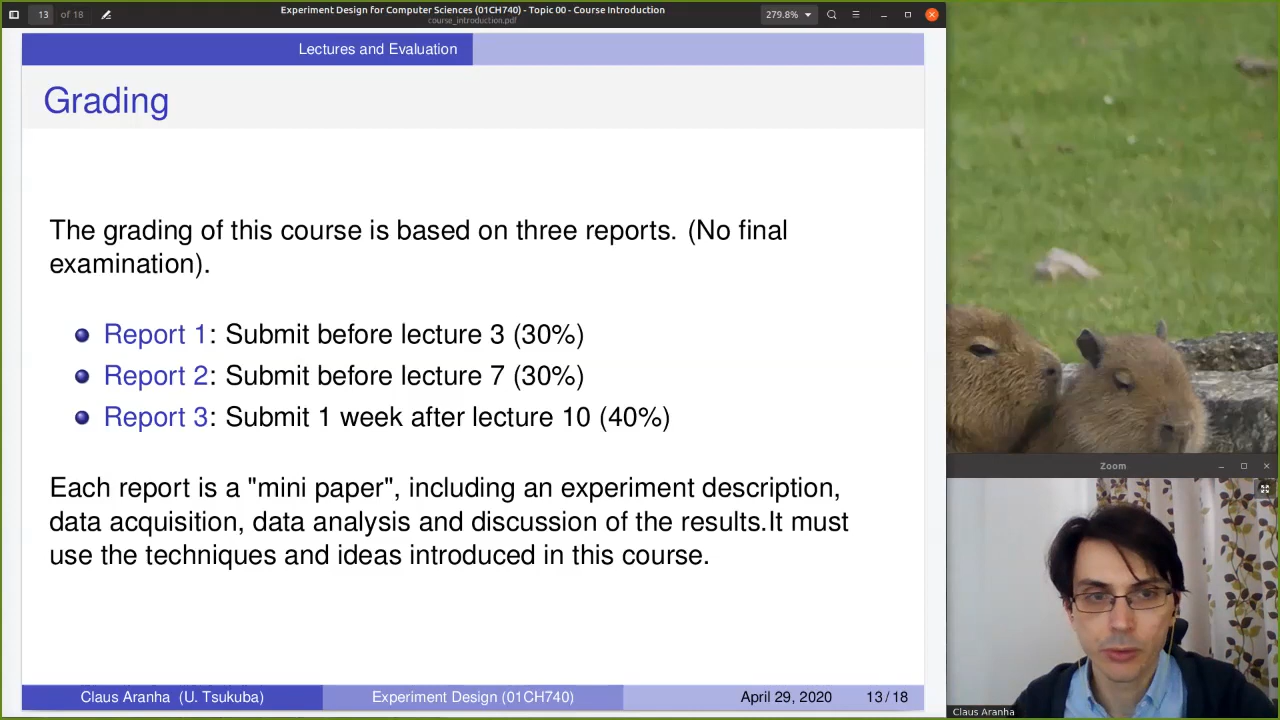 13 of 18
Experiment Design for Computer Sciences (01CH740) - Topic 00 - Course Introduction
course_introduction.pdf
279.8%
Lectures and Evaluation
Grading
The grading of this course is based on three reports. (No final
examination).
Report 1: Submit before lecture 3 (30%)
Report 2: Submit before lecture 7 (30%)
Report 3: Submit 1 week after lecture 10 (40%)
Each report is a "mini paper", including an experiment description,
data acquisition, data analysis and discussion of the results.It must
use the techniques and ideas introduced in this course.
Claus Aranha (U. Tsukuba)
Experiment Design (01CH740)
April 29, 2020
13 / 18
Zoom
Claus Aranha